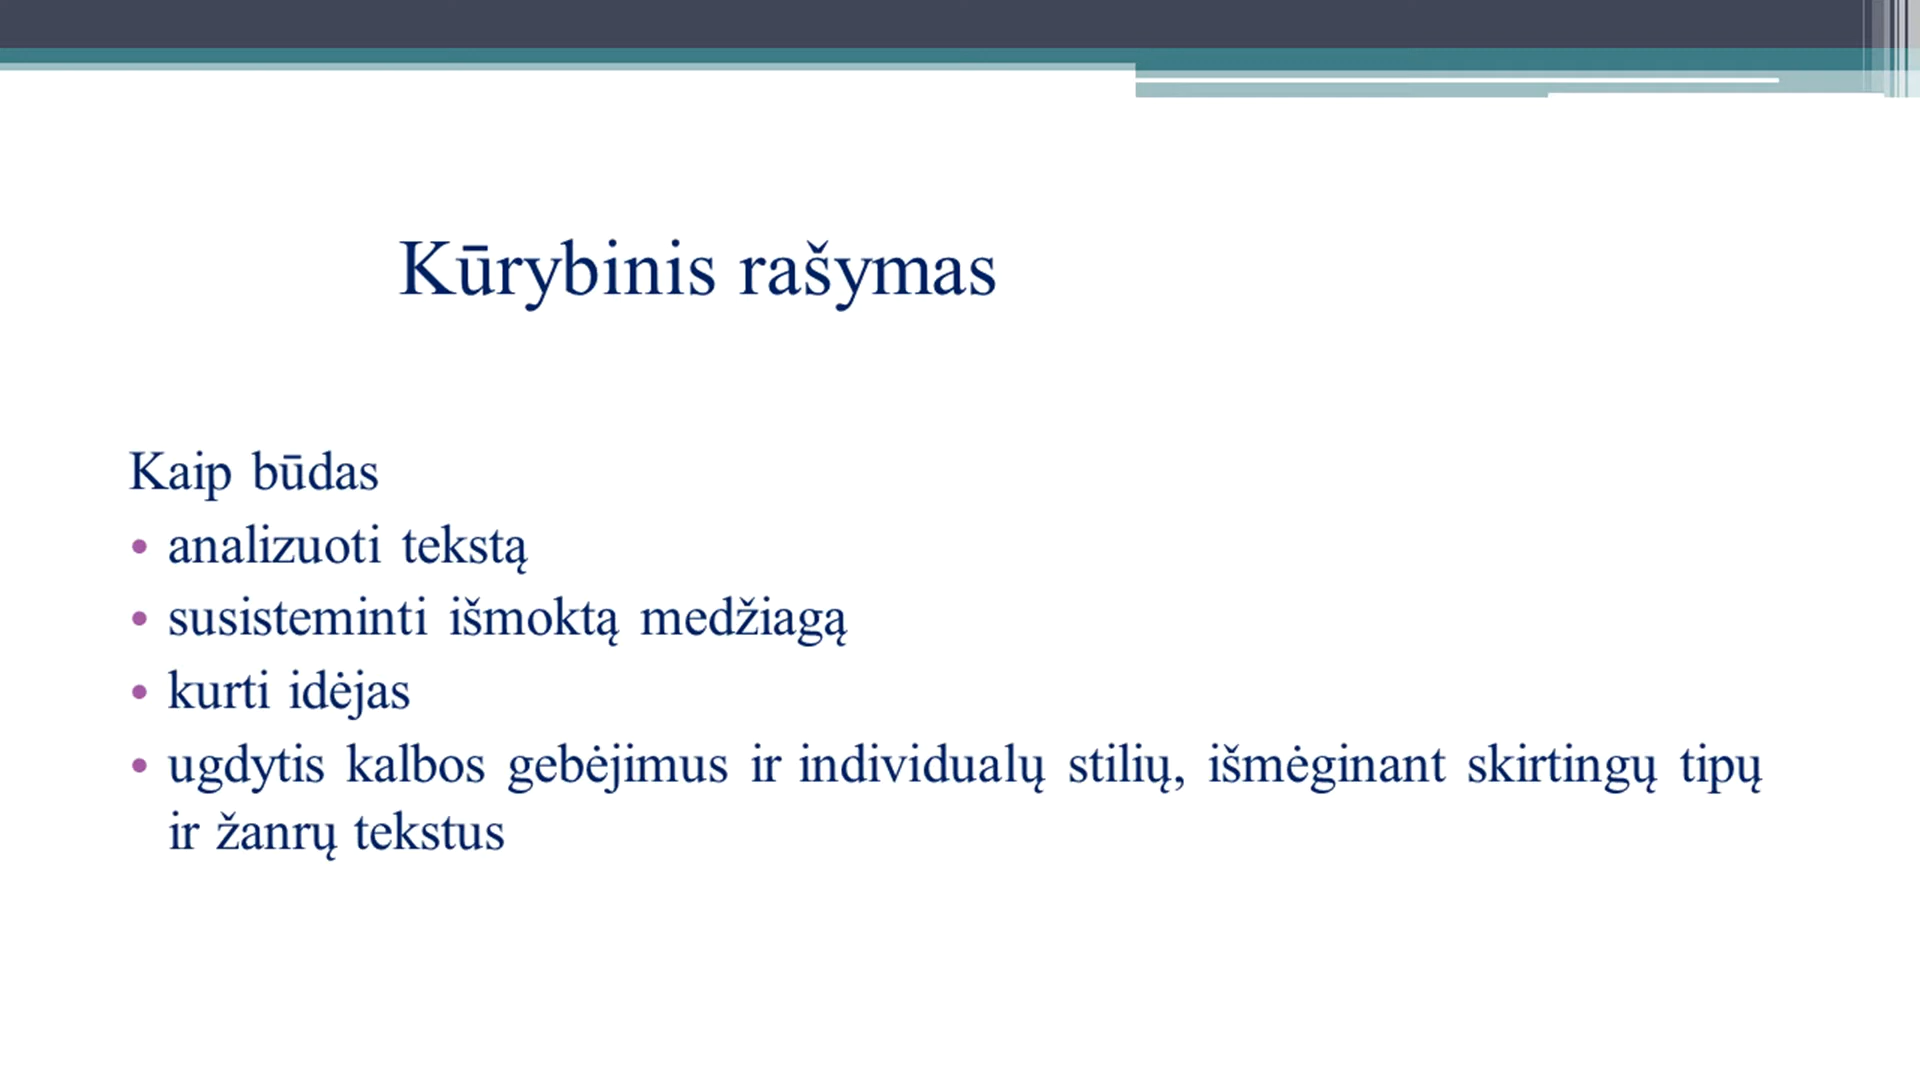 Kūrybinis rašymas
Kaip būdas
• analizuoti tekstą
• susisteminti išmoktą medžiagą
• kurti idėjas
• ugdytis kalbos gebėjimus ir individualų stilių, išmėginant skirtingų tipų
ir žanrų tekstus